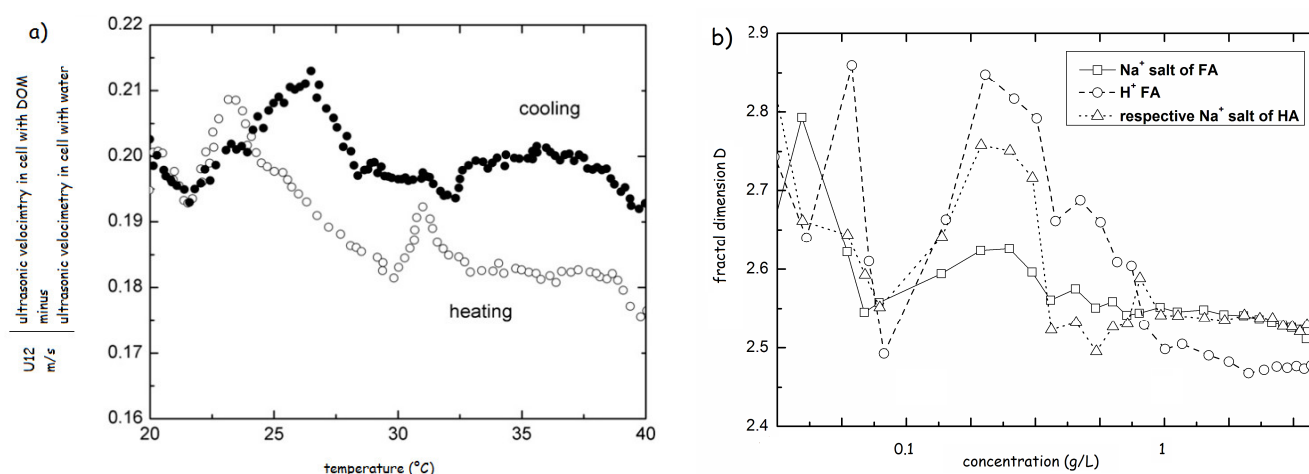 a)
0.22
0.21
0.20
0.19
0.18
0.17
0.16
20
25
30
35
40
temperature (°C)
U12
m/s
ultrasonic velocimtry in cell with DOM
minus
ultrasonic velocimetry in cell with water
cooling
heating
b)
2.9
2.8
2.7
2.6
2.5
2.4
0.1
1
concentration (g/L)
fractal dimension D
Na+ salt of FA
H+ FA
respective Na+ salt of HA